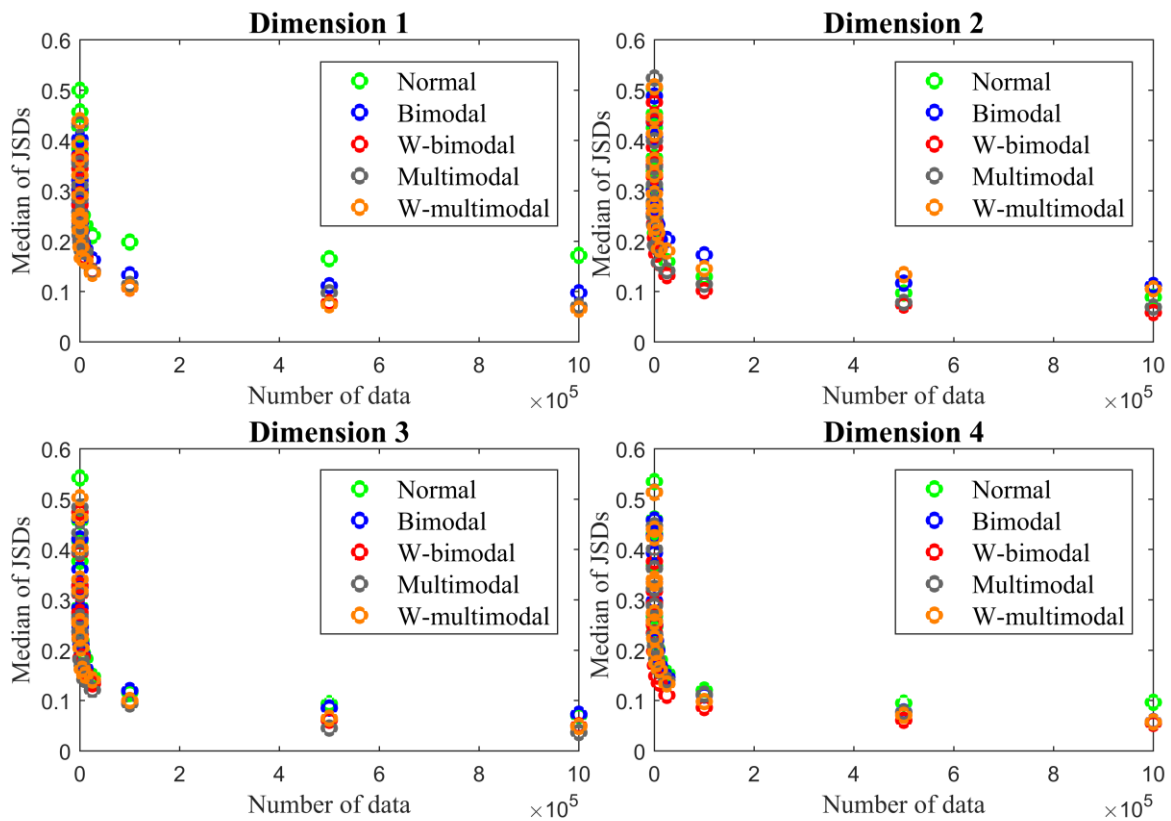 Dimension 1
0.6
0.5
0.4
0.3
0.2
0.1
0
Median of JSDs
Normal
Bimodal
W-bimodal
Multimodal
W-multimodal
0 2 4 6 8 10
Number of data
×10^5
Dimension 2
0.6
0.5
0.4
0.3
0.2
0.1
0
Median of JSDs
Normal
Bimodal
W-bimodal
Multimodal
W-multimodal
0 2 4 6 8 10
Number of data
×10^5
Dimension 3
0.6
0.5
0.4
0.3
0.2
0.1
0
Median of JSDs
Normal
Bimodal
W-bimodal
Multimodal
W-multimodal
0 2 4 6 8 10
Number of data
×10^5
Dimension 4
0.6
0.5
0.4
0.3
0.2
0.1
0
Median of JSDs
Normal
Bimodal
W-bimodal
Multimodal
W-multimodal
0 2 4 6 8 10
Number of data
×10^5